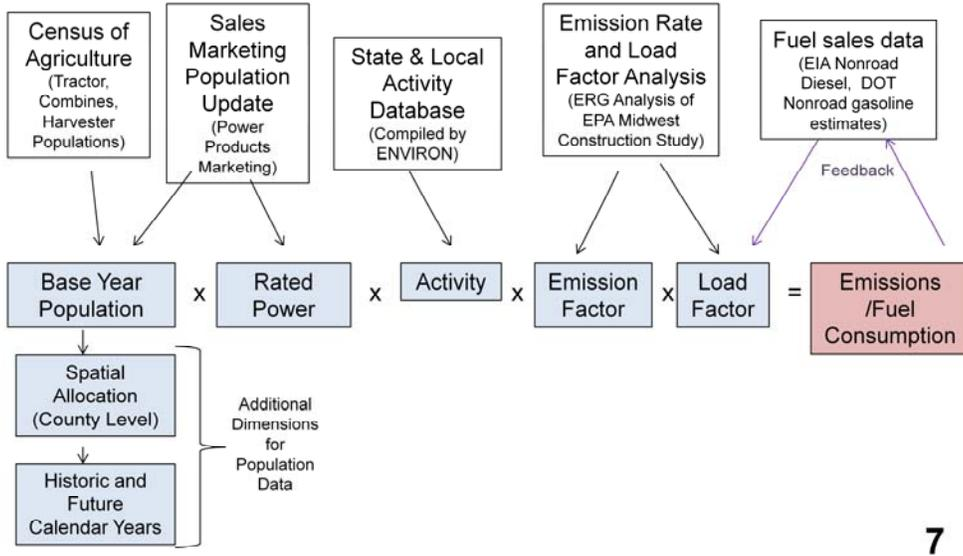 Census of
Agriculture
(Tractor,
Combines,
Harvester
Populations)
Sales
Marketing
Population
Update
(Power
Products
Marketing)
State & Local
Activity
Database
(Compiled by
ENVIRON)
Emission Rate
and Load
Factor Analysis
(ERG Analysis of
EPA Midwest
Construction Study)
Fuel sales data
(EIA Nonroad
Diesel, DOT
Nonroad gasoline
estimates)
Feedback
Base Year
Population
x
Rated
Power
x
Activity
x
Emission
Factor
x
Load
Factor
=
Emissions
/Fuel
Consumption
Spatial
Allocation
(County Level)
Historic and
Future
Calendar Years
Additional
Dimensions
for
Population
Data
7